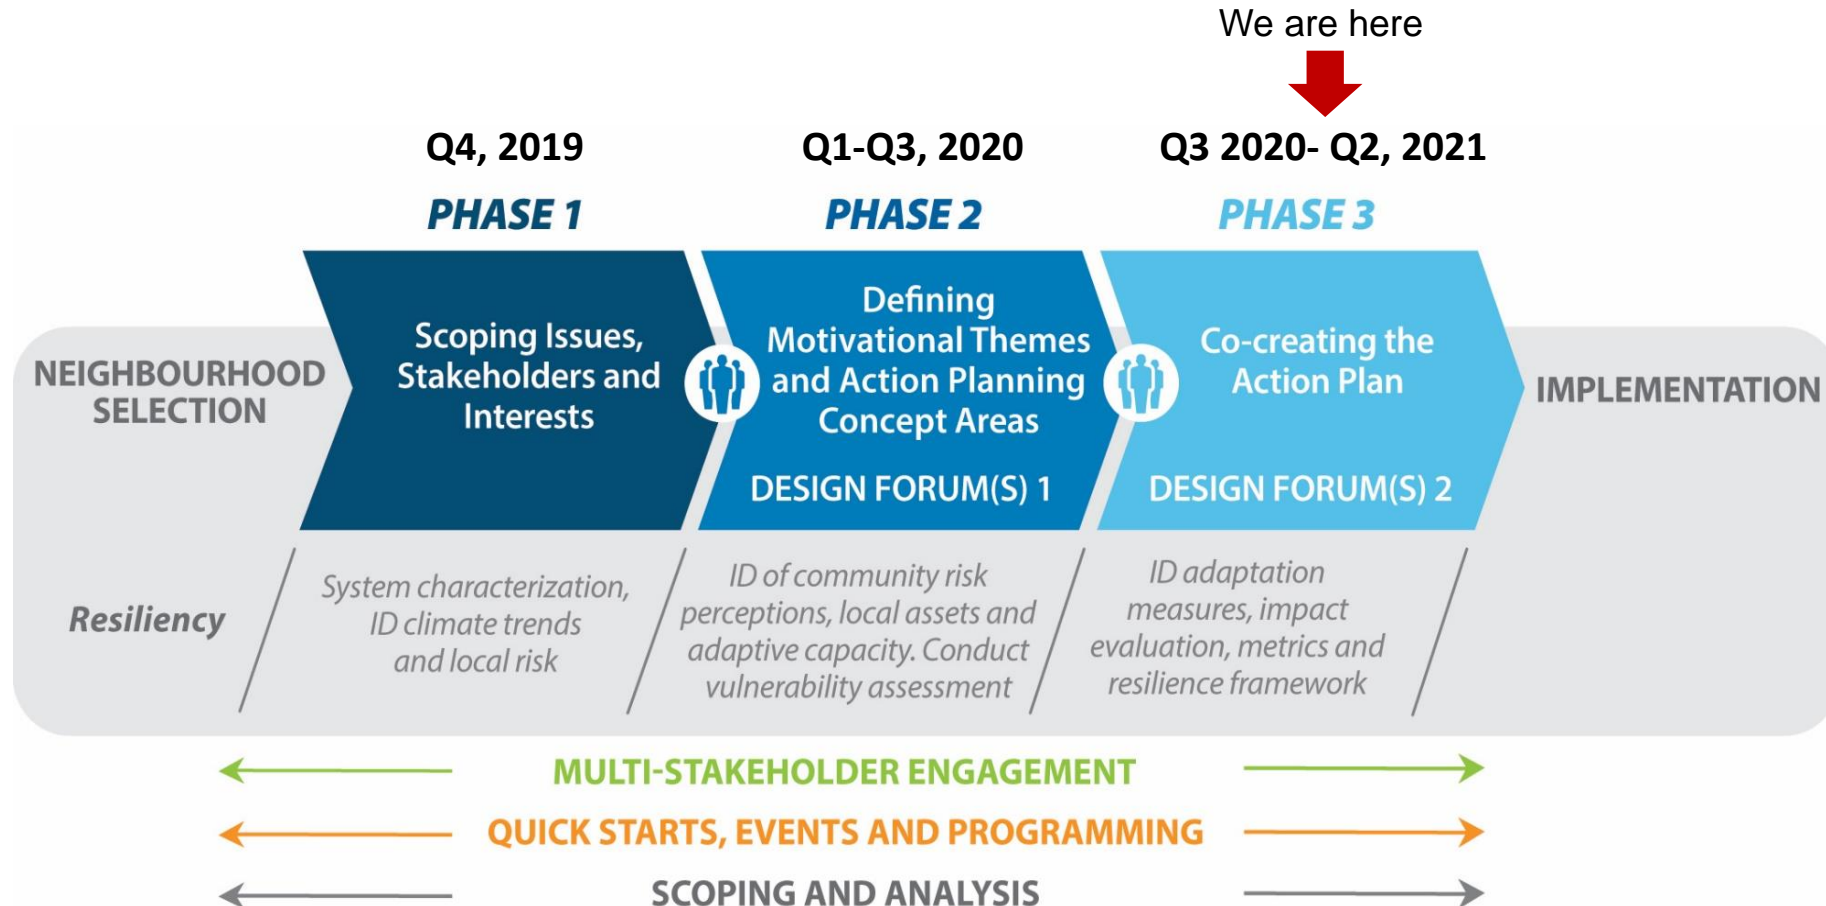 We are here
Q4, 2019
Q1-Q3, 2020
Q3 2020- Q2, 2021
PHASE 1
PHASE 2
PHASE 3
NEIGHBOURHOOD
SELECTION
Scoping Issues,
Stakeholders and
Interests
Defining
Motivational Themes
and Action Planning
Concept Areas
DESIGN FORUM(S) 1
Co-creating the
Action Plan
DESIGN FORUM(S) 2
IMPLEMENTATION
Resiliency
System characterization,
ID climate trends
and local risk
ID of community risk
perceptions, local assets and
adaptive capacity. Conduct
vulnerability assessment
ID adaptation
measures, impact
evaluation, metrics and
resilience framework
MULTI-STAKEHOLDER ENGAGEMENT
QUICK STARTS, EVENTS AND PROGRAMMING
SCOPING AND ANALYSIS